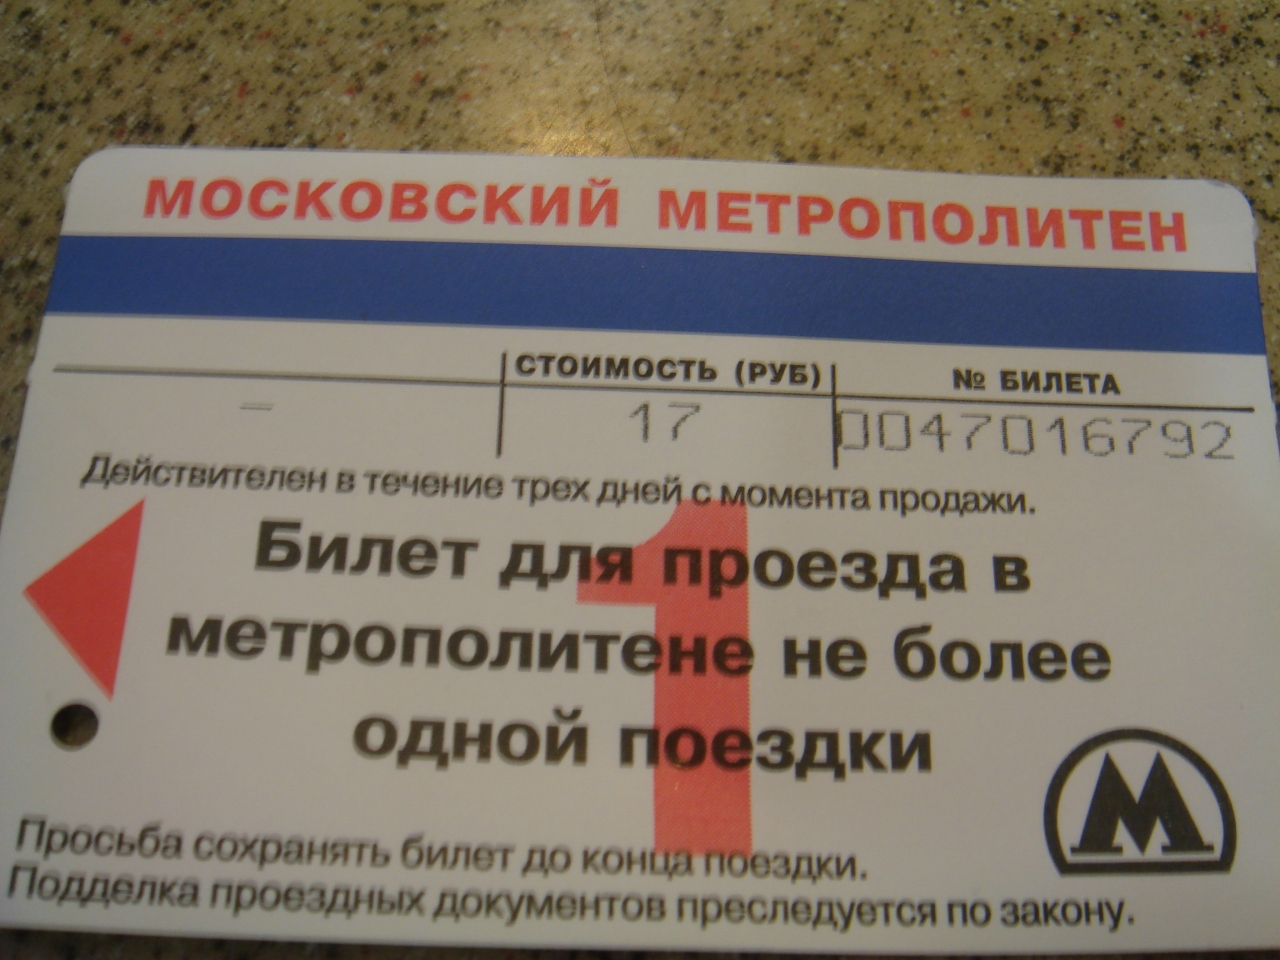 МОСКОВСКИЙ МЕТРОПОЛИТЕН
СТОИМОСТЬ (РУБ) № БИЛЕТА
– 17 0047016792
Действителен в течение трех дней с момента продажи.
1
Билет для проезда в
метрополитене не более
одной поездки
М
Просьба сохранять билет до конца поездки.
Подделка проездных документов преследуется по закону.